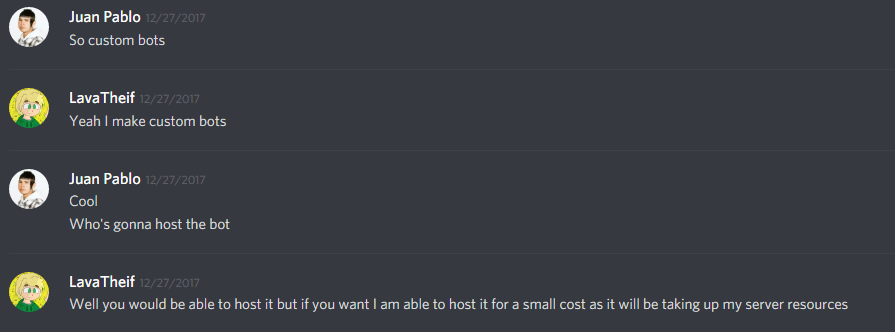 Juan Pablo 12/27/2017
So custom bots
LavaTheif 12/27/2017
Yeah I make custom bots
Juan Pablo 12/27/2017
Cool
Who's gonna host the bot
LavaTheif 12/27/2017
Well you would be able to host it but if you want I am able to host it for a small cost as it will be taking up my server resources